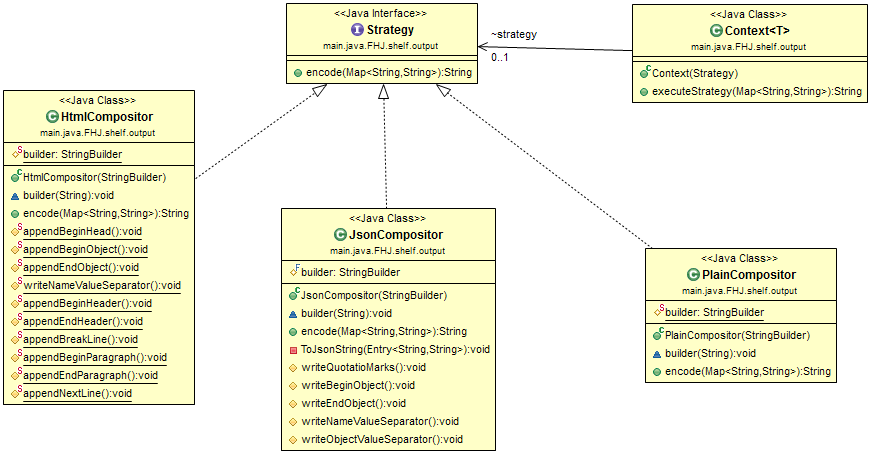 <<Java Interface>>
Strategy
main.java.FHJ.shelf.output
encode(Map<String,String>):String
~strategy
0..1
<<Java Class>>
Context<T>
main.java.FHJ.shelf.output
Context(Strategy)
executeStrategy(Map<String,String>):String
<<Java Class>>
HtmlCompositor
main.java.FHJ.shelf.output
builder: StringBuilder
HtmlCompositor(StringBuilder)
builder(String):void
encode(Map<String,String>):String
appendBeginHead():void
appendBeginObject():void
appendEndObject():void
writeNameValueSeparator():void
appendBeginHeader():void
appendEndHeader():void
appendBreakLine():void
appendBeginParagraph():void
appendEndParagraph():void
appendNextLine():void
<<Java Class>>
JsonCompositor
main.java.FHJ.shelf.output
builder: StringBuilder
JsonCompositor(StringBuilder)
builder(String):void
encode(Map<String,String>):String
ToJsonString(Entry<String,String>):void
writeQuotatioMarks():void
writeBeginObject():void
writeEndObject():void
writeNameValueSeparator():void
writeObjectValueSeparator():void
<<Java Class>>
PlainCompositor
main.java.FHJ.shelf.output
builder: StringBuilder
PlainCompositor(StringBuilder)
builder(String):void
encode(Map<String,String>):String